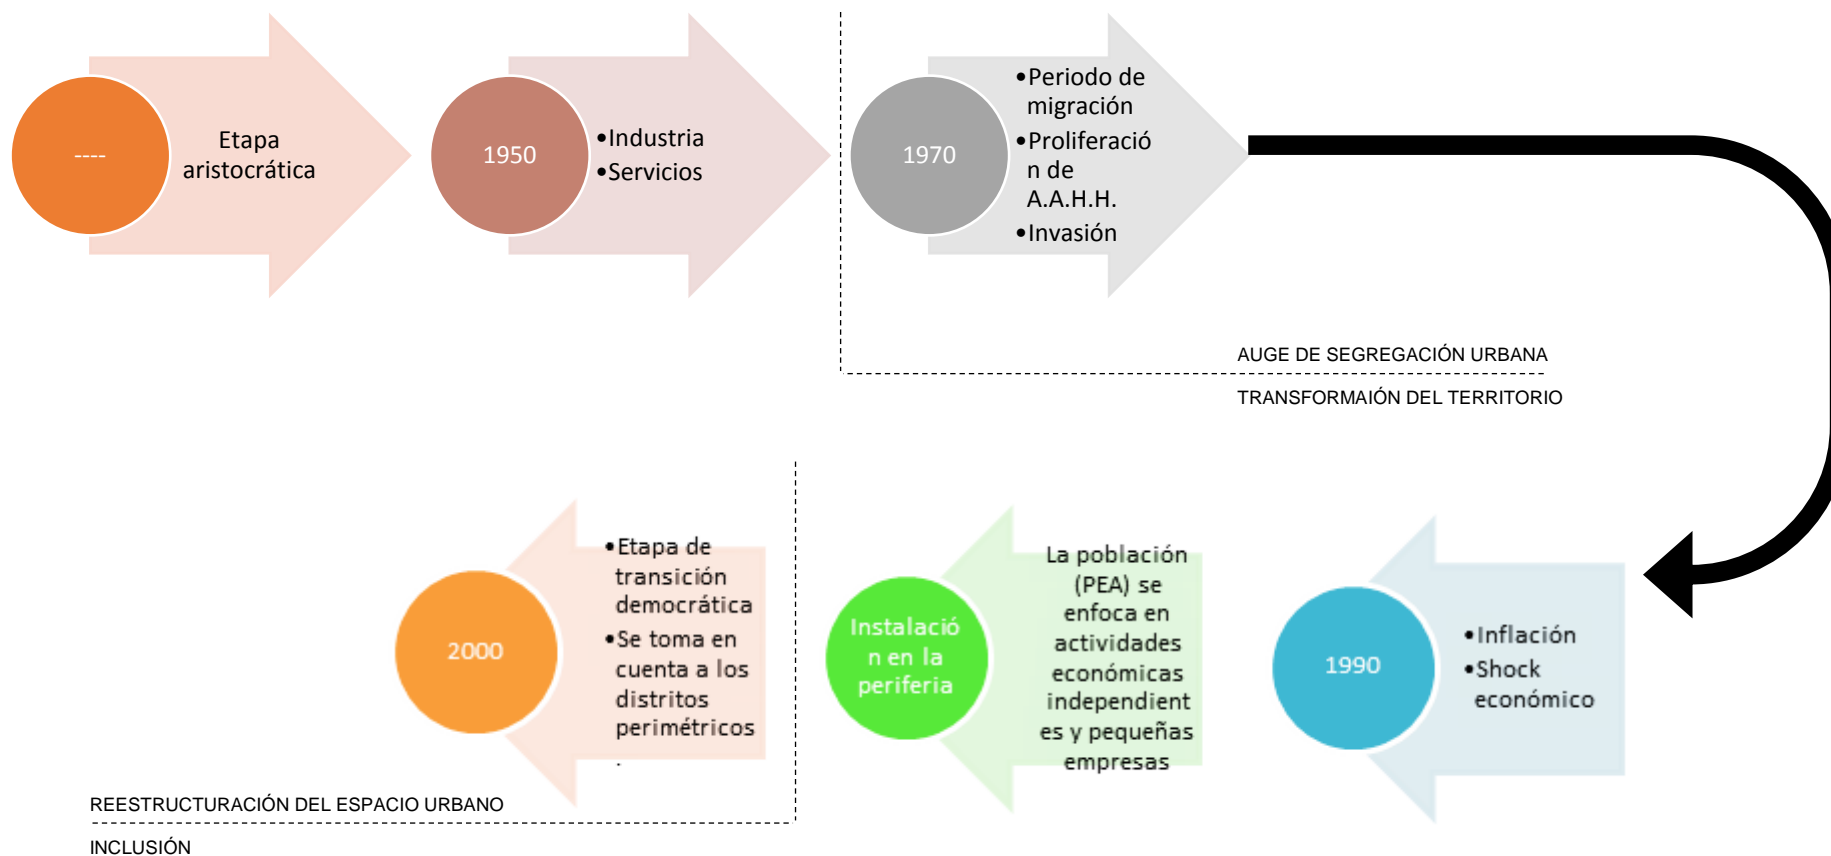 ----
Etapa
aristocrática
1950
•Industria
•Servicios
1970
•Periodo de
migración
•Proliferació
n de
A.A.H.H.
•Invasión
AUGE DE SEGREGACIÓN URBANA
TRANSFORMAIÓN DEL TERRITORIO
1990
•Inflación
•Shock
económico
Instalació
n en la
periferia
La población
(PEA) se
enfoca en
actividades
económicas
independient
es y pequeñas
empresas
2000
•Etapa de
transición
democrática
•Se toma en
cuenta a los
distritos
perimétricos
.
REESTRUCTURACIÓN DEL ESPACIO URBANO
INCLUSIÓN